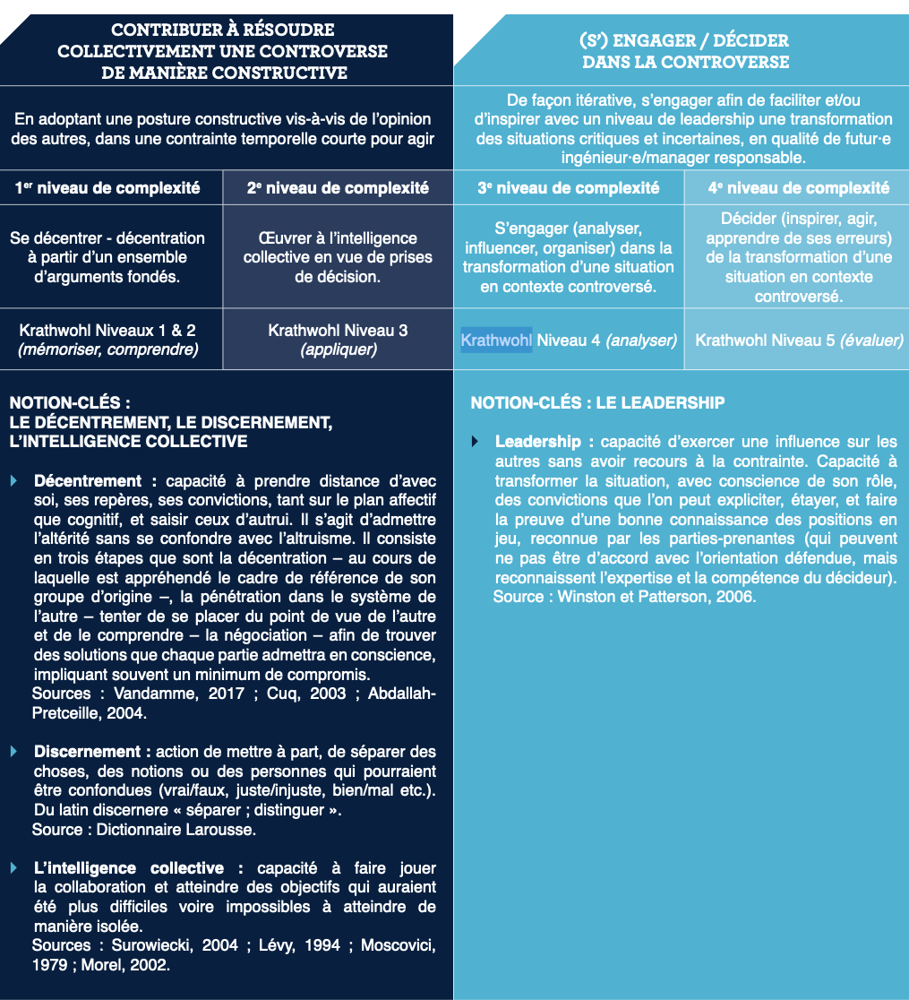 CONTRIBUER À RÉSOUDRE
COLLECTIVEMENT UNE CONTROVERSE
DE MANIÈRE CONSTRUCTIVE
En adoptant une posture constructive vis-à-vis de l’opinion
des autres, dans une contrainte temporelle courte pour agir
1er niveau de complexité
2e niveau de complexité
Se décentrer - décentration
à partir d’un ensemble
d’arguments fondés.
Œuvrer à l’intelligence
collective en vue de prises
de décision.
Krathwohl Niveaux 1 & 2
(mémoriser, comprendre)
Krathwohl Niveau 3
(appliquer)
NOTION-CLÉS :
LE DÉCENTREMENT, LE DISCERNEMENT,
L’INTELLIGENCE COLLECTIVE
Décentrement : capacité à prendre distance d’avec
soi, ses repères, ses convictions, tant sur le plan affectif
que cognitif, et saisir ceux d’autrui. Il s’agit d’admettre
l’altérité sans se confondre avec l’altruisme. Il consiste
en trois étapes que sont la décentration – au cours de
laquelle est appréhendé le cadre de référence de son
groupe d’origine –, la pénétration dans le système de
l’autre – tenter de se placer du point de vue de l’autre
et de le comprendre – la négociation – afin de trouver
des solutions que chaque partie admettra en conscience,
impliquant souvent un minimum de compromis.
Sources : Vandamme, 2017 ; Cuq, 2003 ; Abdallah-
Pretceille, 2004.
Discernement : action de mettre à part, de séparer des
choses, des notions ou des personnes qui pourraient
être confondues (vrai/faux, juste/injuste, bien/mal etc.).
Du latin discernere « séparer ; distinguer ».
Source : Dictionnaire Larousse.
L’intelligence collective : capacité à faire jouer
la collaboration et atteindre des objectifs qui auraient
été plus difficiles voire impossibles à atteindre de
manière isolée.
Sources : Surowiecki, 2004 ; Lévy, 1994 ; Moscovici,
1979 ; Morel, 2002.
(S’) ENGAGER / DÉCIDER
DANS LA CONTROVERSE
De façon itérative, s’engager afin de faciliter et/ou
d’inspirer avec un niveau de leadership une transformation
des situations critiques et incertaines, en qualité de futur·e
ingénieur·e/manager responsable.
3e niveau de complexité
4e niveau de complexité
S’engager (analyser,
influencer, organiser) dans la
transformation d’une situation
en contexte controversé.
Décider (inspirer, agir,
apprendre de ses erreurs)
de la transformation d’une
situation en contexte
controversé.
Krathwohl Niveau 4 (analyser)
Krathwohl Niveau 5 (évaluer)
NOTION-CLÉS : LE LEADERSHIP
Leadership : capacité d’exercer une influence sur les
autres sans avoir recours à la contrainte. Capacité à
transformer la situation, avec conscience de son rôle,
des convictions que l’on peut expliciter, étayer, et faire
la preuve d’une bonne connaissance des positions en
jeu, reconnue par les parties-prenantes (qui peuvent
ne pas être d’accord avec l’orientation défendue, mais
reconnaissent l’expertise et la compétence du décideur).
Source : Winston et Patterson, 2006.